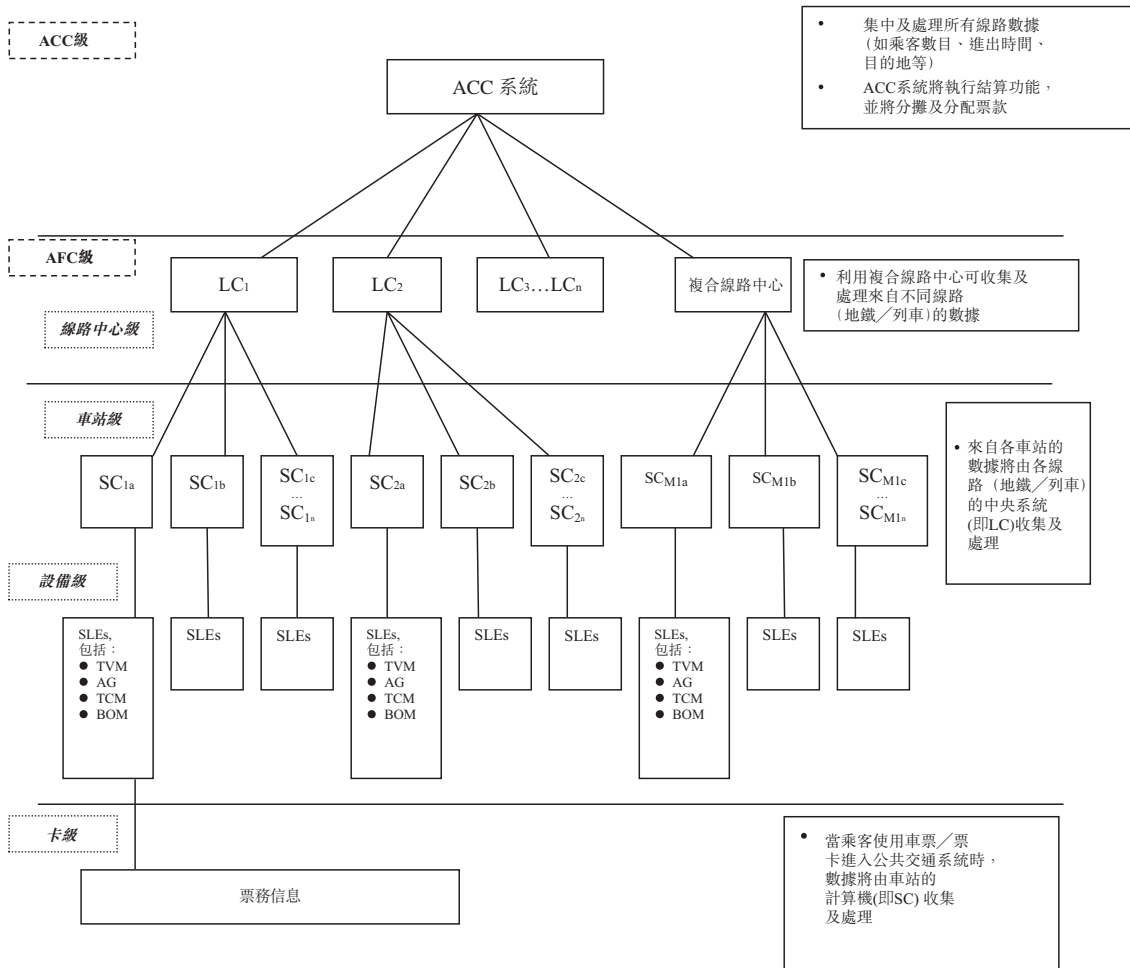 ACC級
ACC 系統
• 集中及處理所有線路數據
(如乘客數目、進出時間、
目的地等)
• ACC系統將執行結算功能，
並將分攤及分配票款
AFC級
LC1
LC2
LC3…LCn
複合線路中心
• 利用複合線路中心可收集及
處理來自不同線路
(地鐵／列車)的數據
線路中心級
車站級
SC1a
SC1b
SC1c
...
SC1n
SC2a
SC2b
SC2c
...
SC2n
SCM1a
SCM1b
SCM1c
...
SCM1n
• 來自各車站的
數據將由各線
路（地鐵／列車）
的中央系統
(即LC)收集及
處理
設備級
SLEs,
包括：
● TVM
● AG
● TCM
● BOM
SLEs
SLEs
SLEs,
包括：
● TVM
● AG
● TCM
● BOM
SLEs
SLEs
SLEs,
包括：
● TVM
● AG
● TCM
● BOM
SLEs
SLEs
卡級
票務信息
• 當乘客使用車票／票
卡進入公共交通系統時，
數據將由車站的
計算機(即SC) 收集
及處理